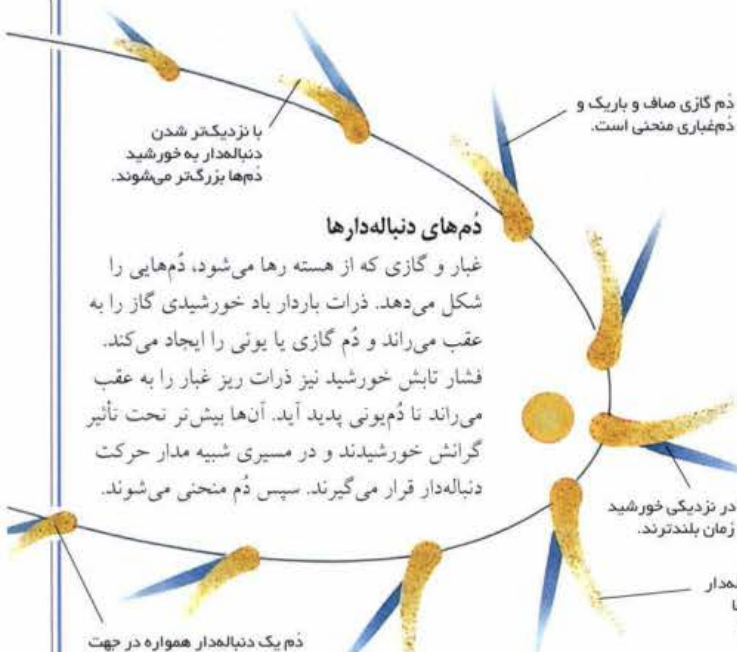 دُم گازی صاف و باریک و
دُم‌غباری منحنی است.
با نزدیک‌تر شدن
دنباله‌دار به خورشید
دُم‌ها بزرگ‌تر می‌شوند.
دُم‌های دنباله‌دارها
غبار و گازی که از هسته رها می‌شود، دُم‌هایی را
شکل می‌دهد. ذرات باردار باد خورشیدی گاز را به
عقب می‌راند و دُم گازی یا یونی را ایجاد می‌کند.
فشار تابش خورشید نیز ذرات ریز غبار را به عقب
می‌راند تا دُم‌یونی پدید آید. آن‌ها بیش‌تر تحت تأثیر
گرانش خورشیدند و در مسیری شبیه مدار حرکت
دنباله‌دار قرار می‌گیرند. سپس دُم منحنی می‌شوند.
در نزدیکی خورشید
زمان بلندترند.
له‌دار
ا
دُم یک دنباله‌دار همواره در جهت